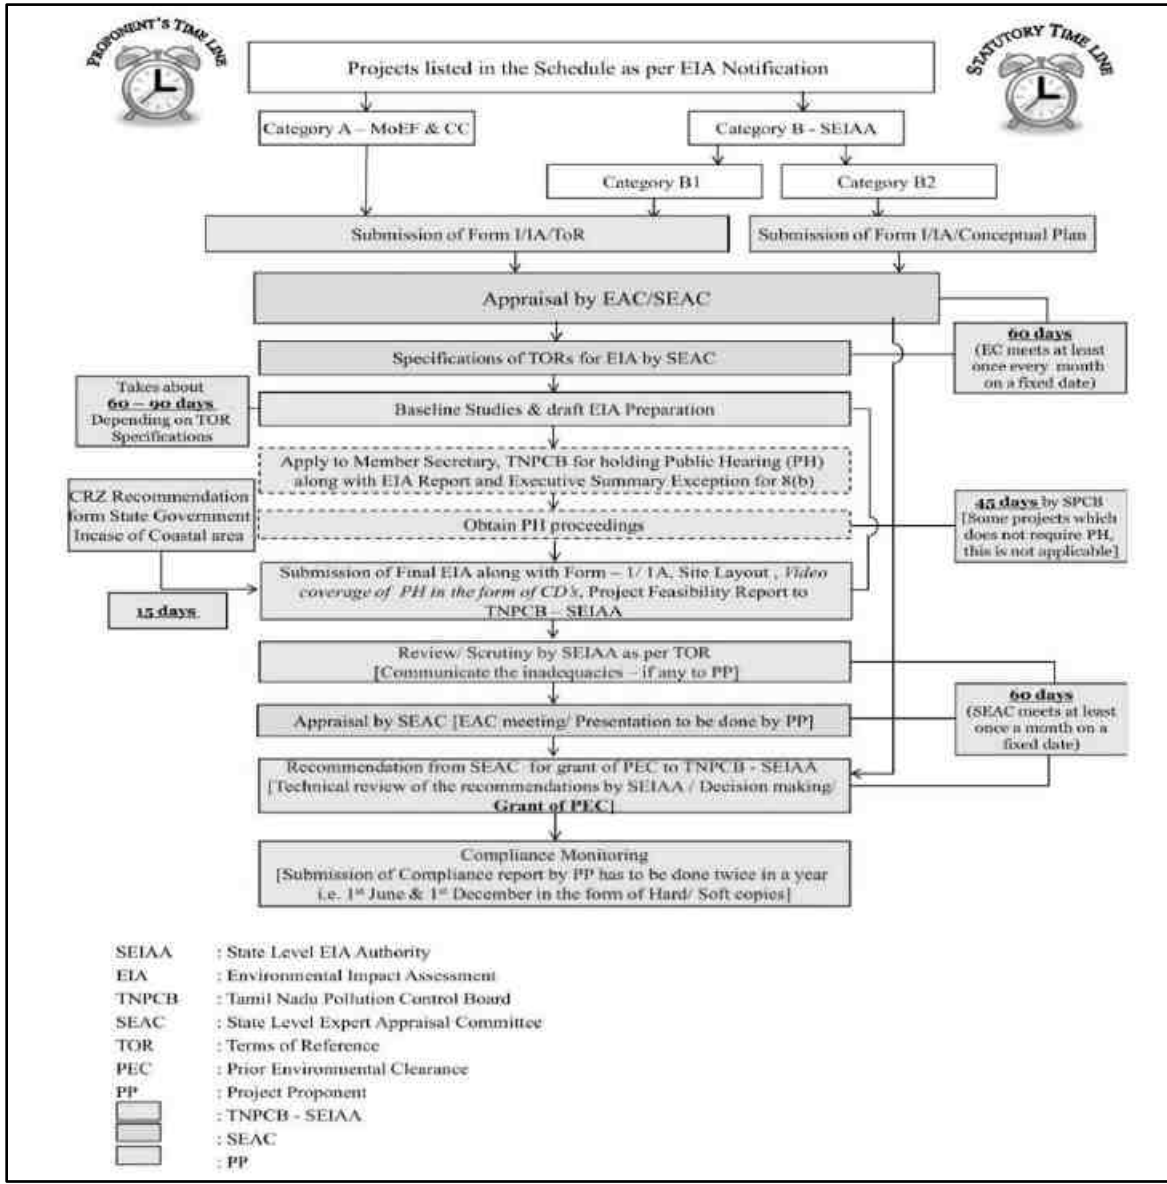 PROPONENT'S TIME LINE
STATUTORY TIME LINE
Projects listed in the Schedule as per EIA Notification
Category A – MoEF & CC
Category B - SEIAA
Category B1
Category B2
Submission of Form I/IA/ToR
Submission of Form I/IA/Conceptual Plan
Appraisal by EAC/SEAC
Specifications of TORs for EIA by SEAC
60 days
(EC meets at least
once every month
on a fixed date)
Takes about
60 – 90 days
Depending on TOR
Specifications
Baseline Studies & draft EIA Preparation
Apply to Member Secretary, TNPCB for holding Public Hearing (PH)
along with EIA Report and Executive Summary Exception for 8(b)
CRZ Recommendation
form State Government
Incase of Coastal area
Obtain PH proceedings
45 days by SPCB
[Some projects which
does not require PH,
this is not applicable]
Submission of Final EIA along with Form – 1/ 1A, Site Layout , Video
coverage of PH in the form of CD's, Project Feasibility Report to
TNPCB – SEIAA
15 days
Review/ Scrutiny by SEIAA as per TOR
[Communicate the inadequacies – if any to PP]
60 days
(SEAC meets at least
once a month on a
fixed date)
Appraisal by SEAC [EAC meeting/ Presentation to be done by PP]
Recommendation from SEAC for grant of PEC to TNPCB - SEIAA
[Technical review of the recommendations by SEIAA / Decision making/
Grant of PEC]
Compliance Monitoring
[Submission of Compliance report by PP has to be done twice in a year
i.e. 1st June & 1st December in the form of Hard/ Soft copies]
SEIAA : State Level EIA Authority
EIA : Environmental Impact Assessment
TNPCB : Tamil Nadu Pollution Control Board
SEAC : State Level Expert Appraisal Committee
TOR : Terms of Reference
PEC : Prior Environmental Clearance
PP : Project Proponent
: TNPCB - SEIAA
: SEAC
: PP